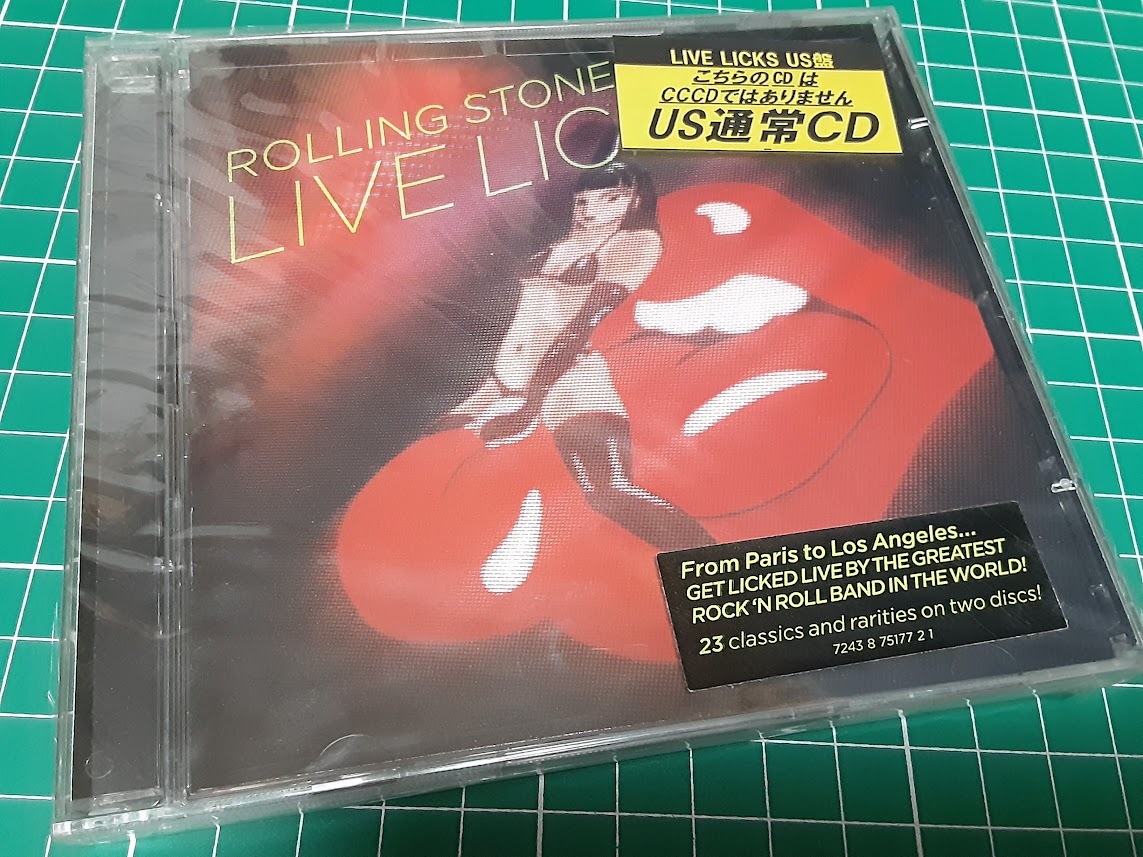 ROLLING STONE
LIVE LIC
LIVE LICKS US盤
こちらのCDは
CCCDではありません
US通常CD
From Paris to Los Angeles...
GET LICKED LIVE BY THE GREATEST
ROCK 'N ROLL BAND IN THE WORLD!
23 classics and rarities on two discs!
7243 8 75177 2 1